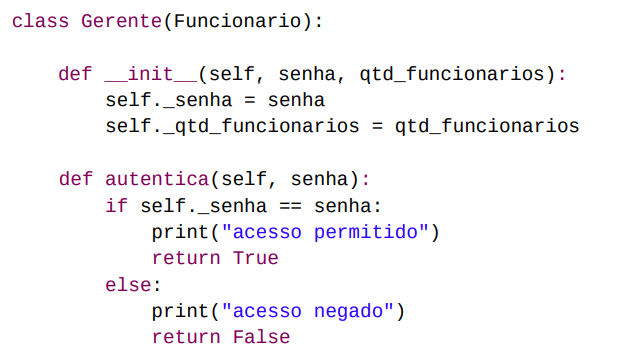 class Gerente(Funcionario):
def __init__(self, senha, qtd_funcionarios):
self._senha = senha
self._qtd_funcionarios = qtd_funcionarios
def autentica(self, senha):
if self._senha == senha:
print("acesso permitido")
return True
else:
print("acesso negado")
return False